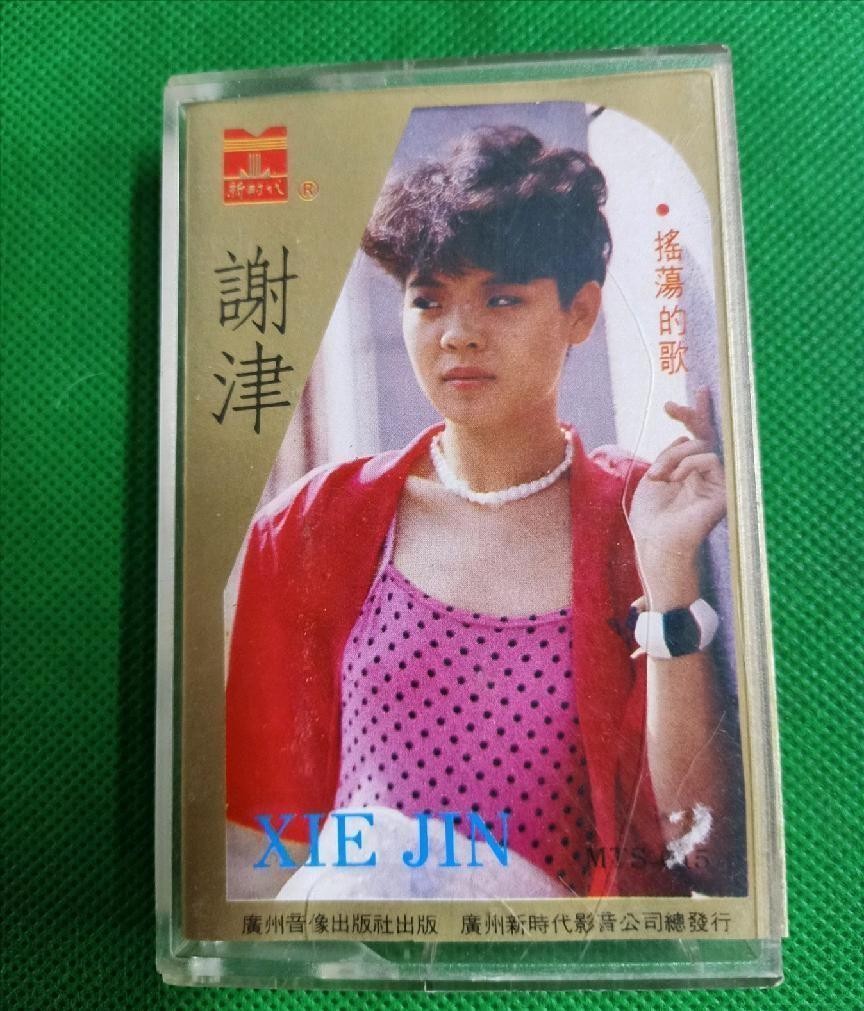 新时代 ®
謝津
• 搖蕩的歌
XIE JIN
廣州音像出版社出版 廣州新時代影音公司總發行